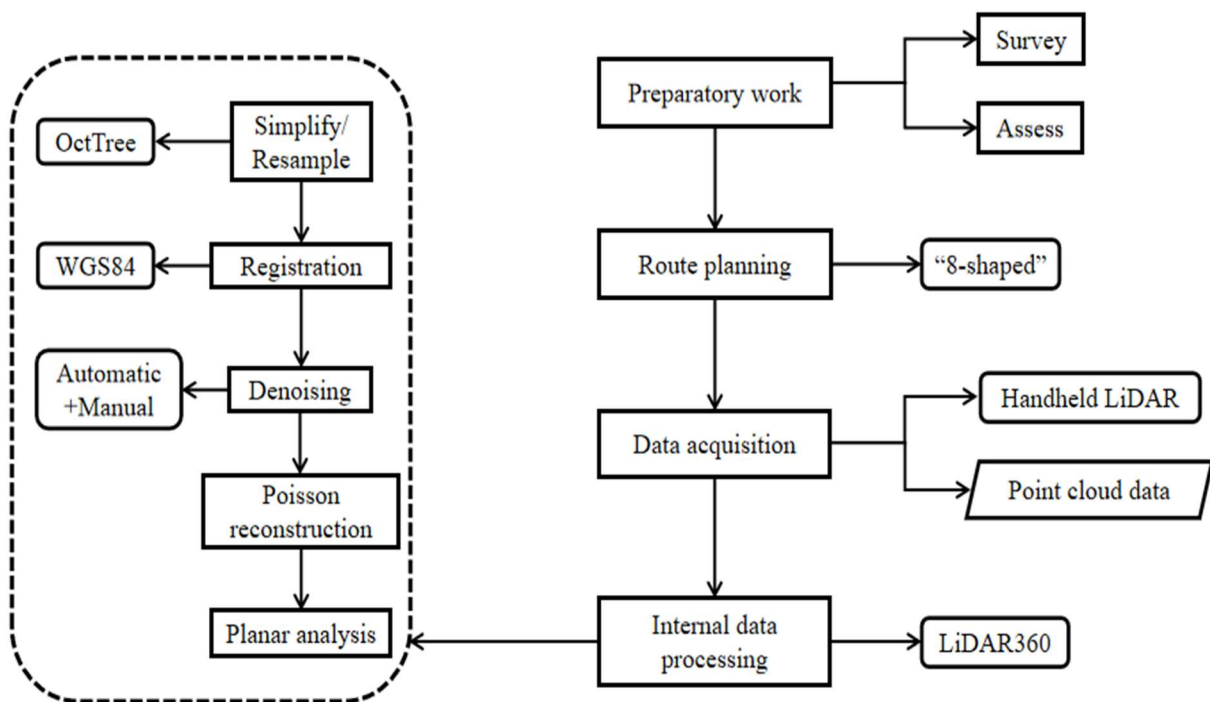 Survey
Preparatory work
Assess
Simplify/
Resample
OctTree
WGS84
Registration
Route planning
“8-shaped”
Automatic
+Manual
Denoising
Handheld LiDAR
Data acquisition
Point cloud data
Poisson
reconstruction
Planar analysis
Internal data
processing
LiDAR360